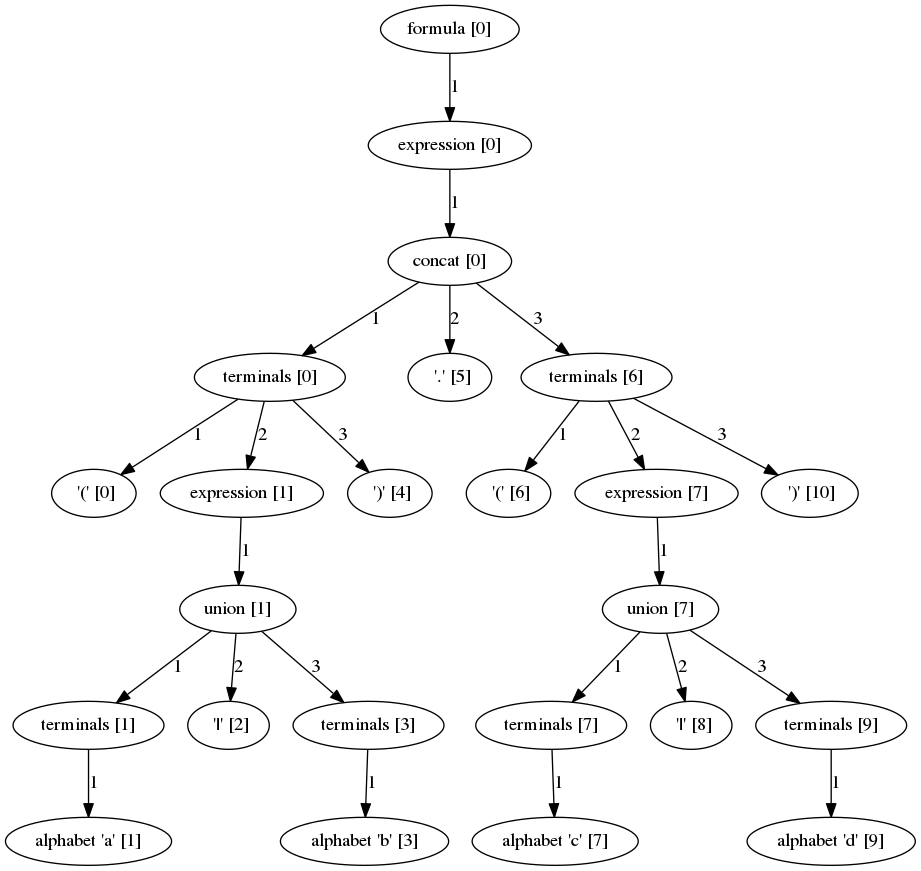 formula [0]
1
expression [0]
1
concat [0]
1 2 3
terminals [0] '.' [5] terminals [6]
1 2 3 1 2 3
'(' [0] expression [1] ')' [4] '(' [6] expression [7] ')' [10]
1 1
union [1] union [7]
1 2 3 1 2 3
terminals [1] '|' [2] terminals [3] terminals [7] '|' [8] terminals [9]
1 1 1 1
alphabet 'a' [1] alphabet 'b' [3] alphabet 'c' [7] alphabet 'd' [9]